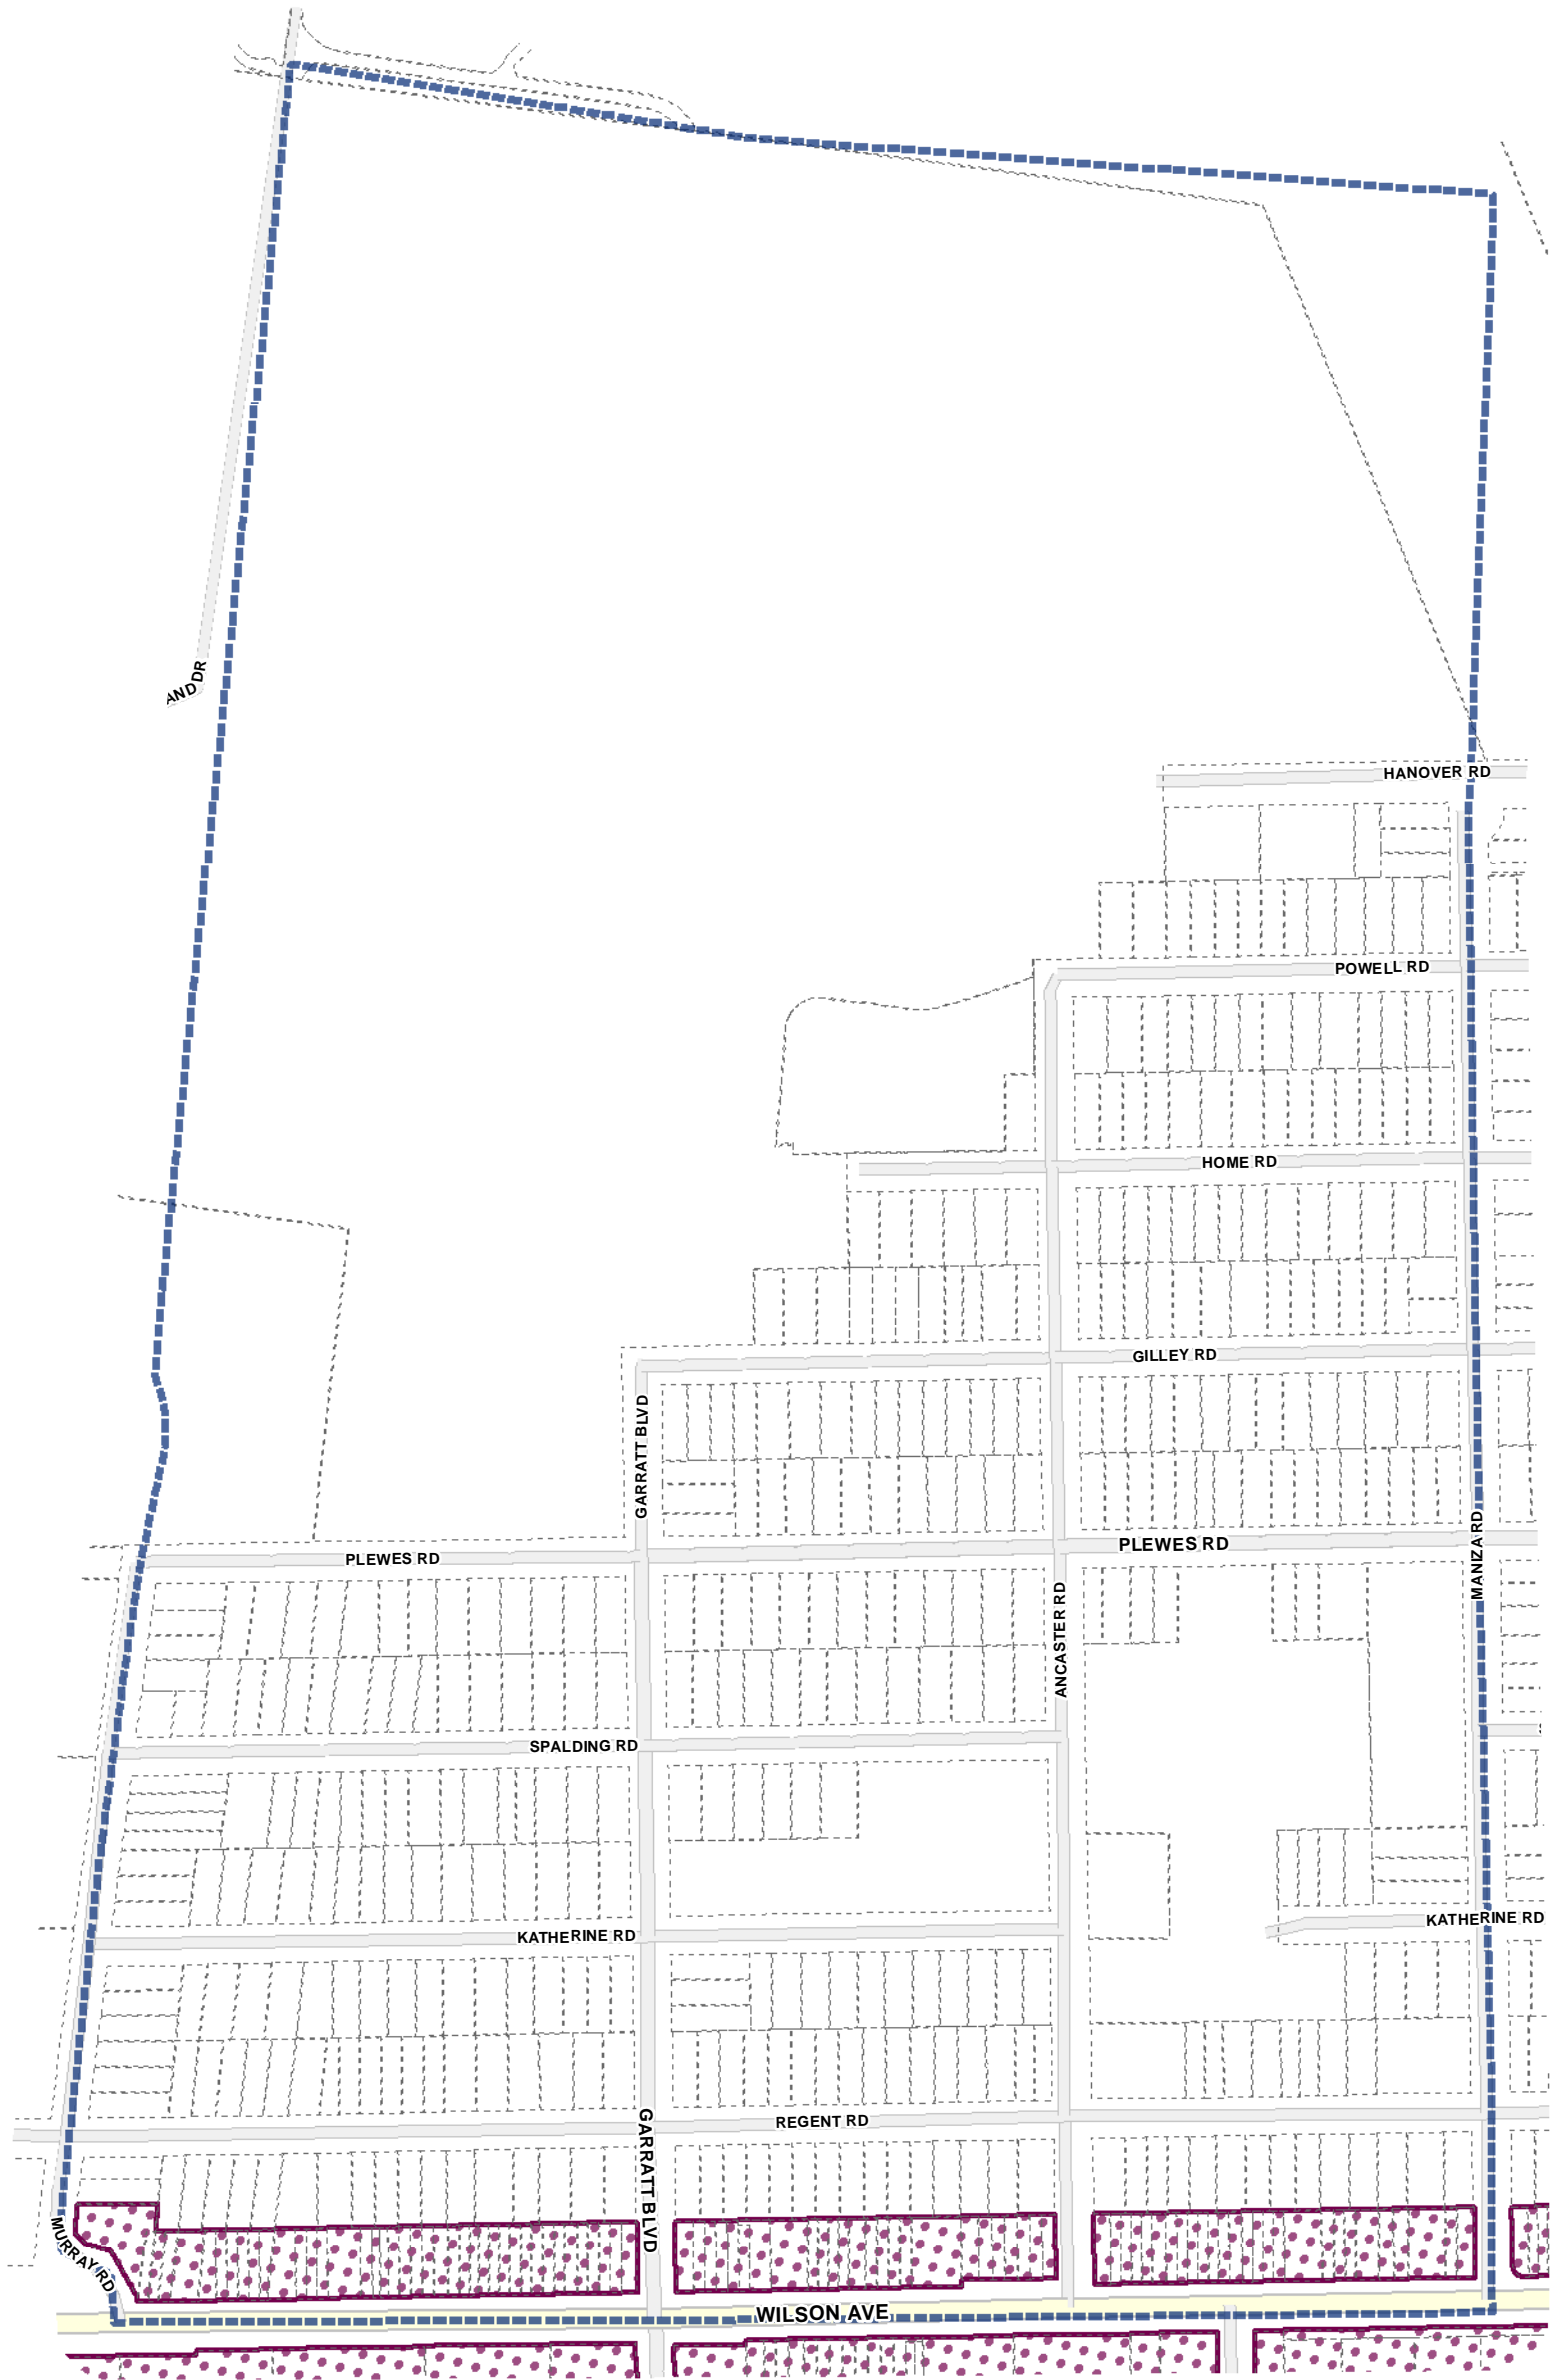 AND DR
HANOVER RD
POWELL RD
HOME RD
GILLEY RD
GARRATT BLVD
PLEWES RD
PLEWES RD
MANIZA RD
ANCASTER RD
SPALDING RD
KATHERINE RD
KATHERINE RD
REGENT RD
GARRATT BLVD
MURRAY RD
WILSON AVE